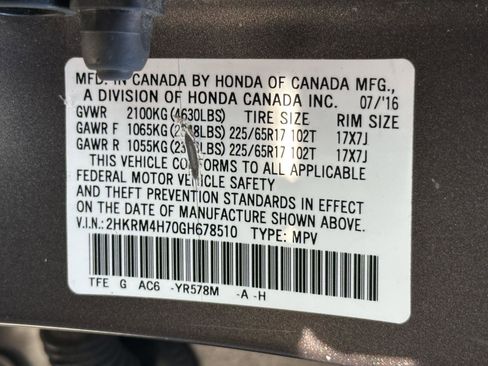 MFD. IN CANADA BY HONDA OF CANADA MFG.,
A DIVISION OF HONDA CANADA INC. 07/'16
GVWR 2100KG(4630LBS) TIRE SIZE RIM SIZE
GAWR F 1065KG( LBS) 225/65R17 102T 17X7J
GAWR R 1055KG( LBS) 225/65R17 102T 17X7J
THIS VEHICLE CONFORMS TO ALL APPLICABLE
FEDERAL MOTOR VEHICLE SAFETY
AND THEFT PREVENTION STANDARDS IN EFFECT
ON THE DATE OF MANUFACTURE SHOWN ABOVE.
V.I.N.: 2HKRM4H70GH678510 TYPE: MPV
TFE G AC6 -YR578M -A -H